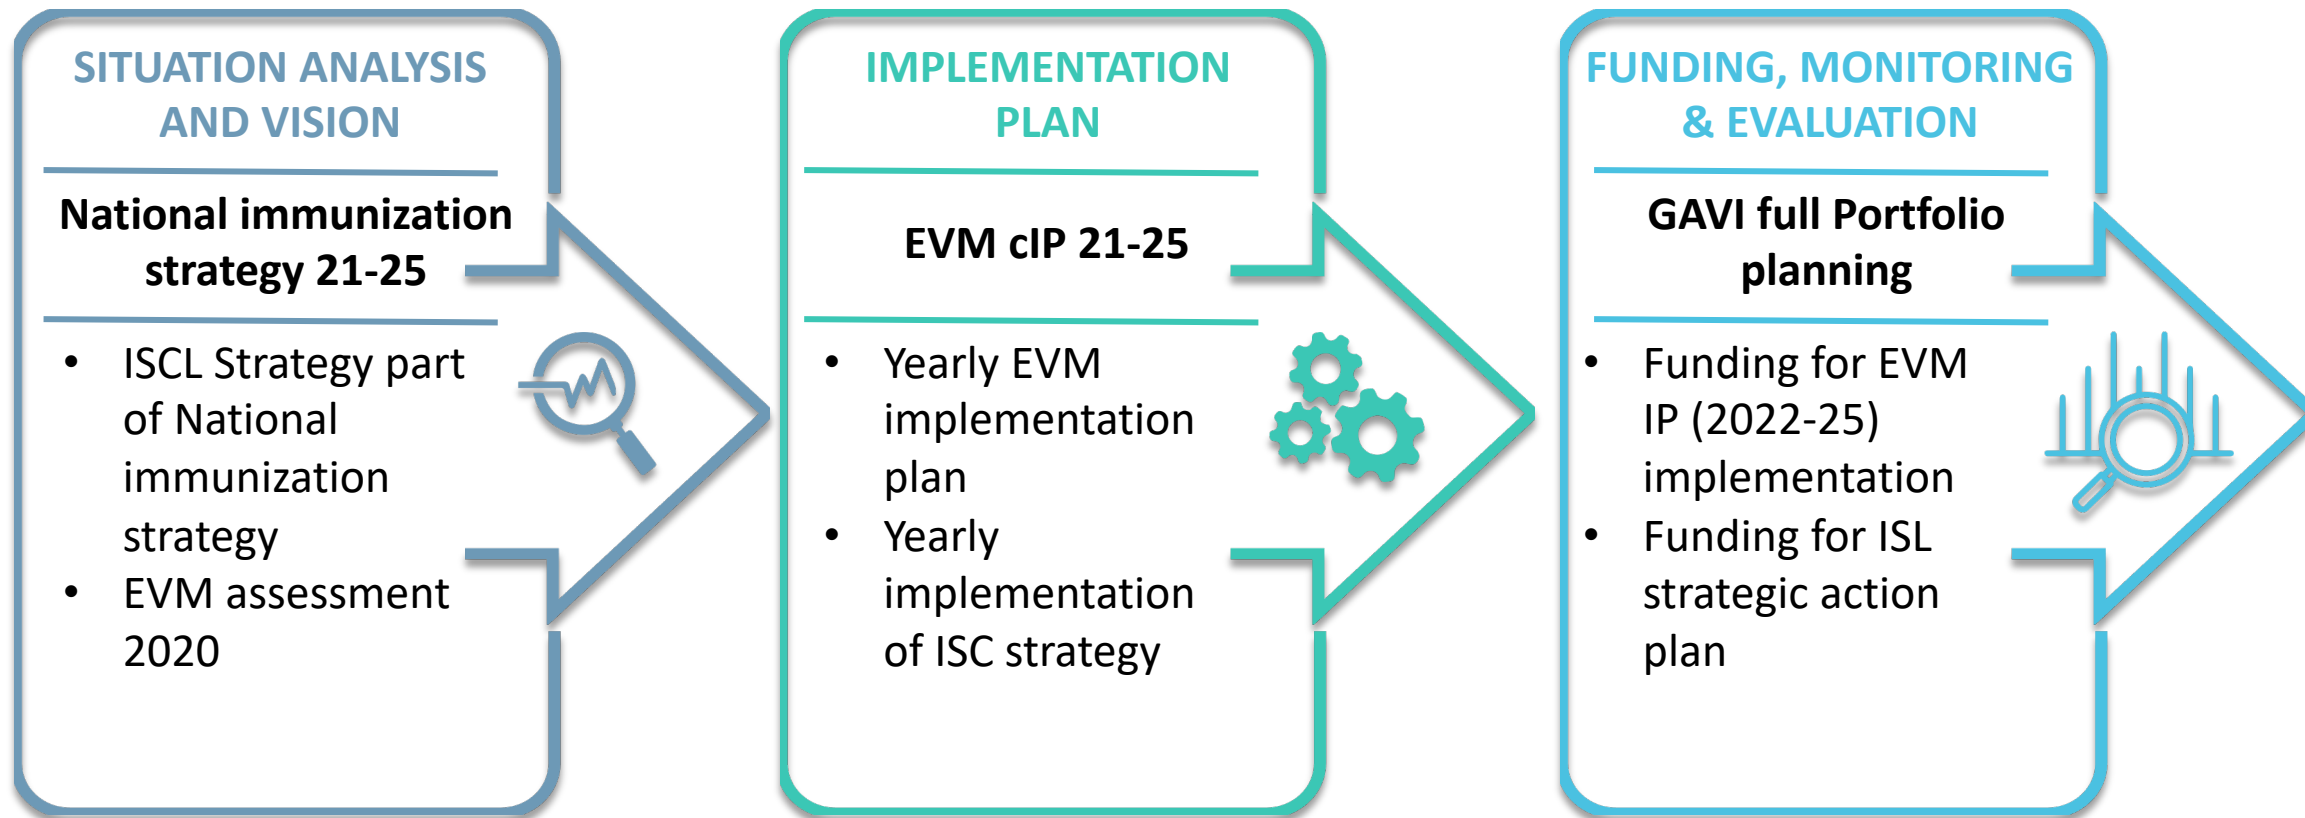 SITUATION ANALYSIS
AND VISION
National immunization
strategy 21-25
• ISCL Strategy part
of National
immunization
strategy
• EVM assessment
2020
IMPLEMENTATION
PLAN
EVM cIP 21-25
• Yearly EVM
implementation
plan
• Yearly
implementation
of ISC strategy
FUNDING, MONITORING
& EVALUATION
GAVI full Portfolio
planning
• Funding for EVM
IP (2022-25)
implementation
• Funding for ISL
strategic action
plan